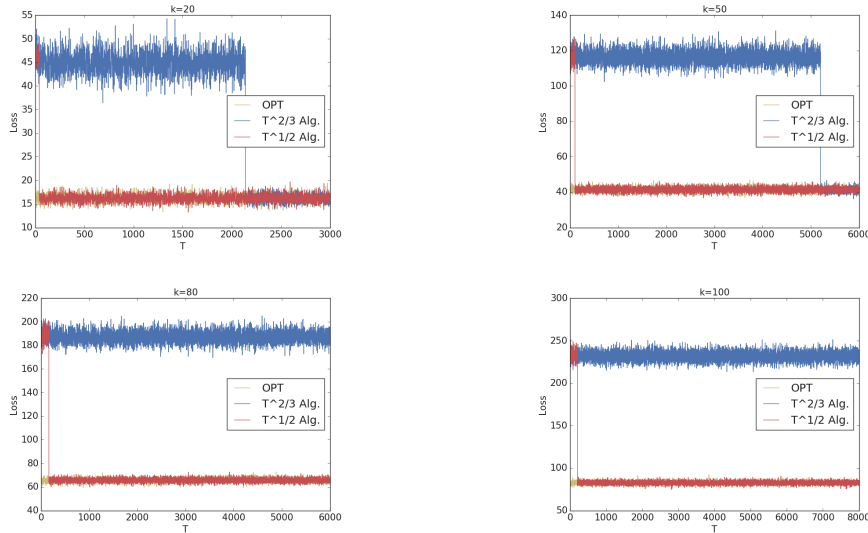 k=20
55
50
45
40
35
30
25
20
15
10
Loss
OPT
T^2/3 Alg.
T^1/2 Alg.
0 500 1000 1500 2000 2500 3000
T
k=50
140
120
100
80
60
40
20
Loss
OPT
T^2/3 Alg.
T^1/2 Alg.
0 1000 2000 3000 4000 5000 6000
T
k=80
220
200
180
160
140
120
100
80
60
40
Loss
OPT
T^2/3 Alg.
T^1/2 Alg.
0 1000 2000 3000 4000 5000 6000
T
k=100
300
250
200
150
100
50
Loss
OPT
T^2/3 Alg.
T^1/2 Alg.
0 1000 2000 3000 4000 5000 6000 7000 8000
T